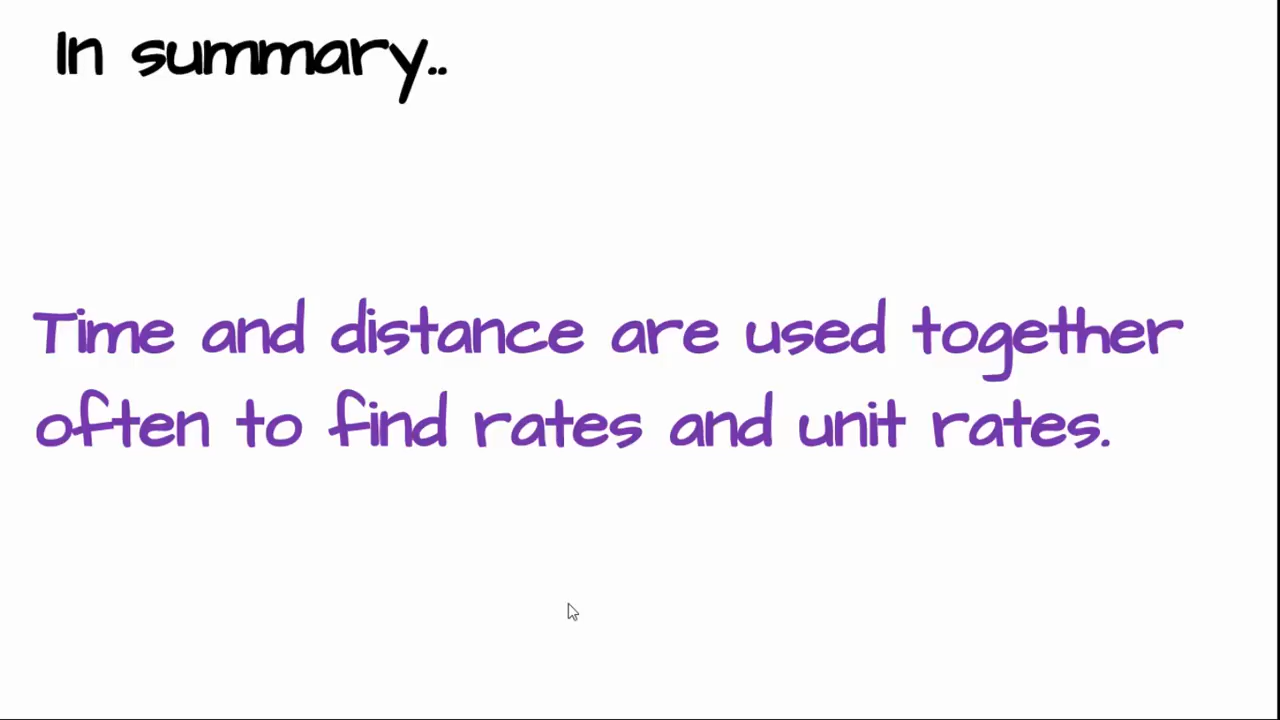 In summary..
Time and distance are used together
often to find rates and unit rates.